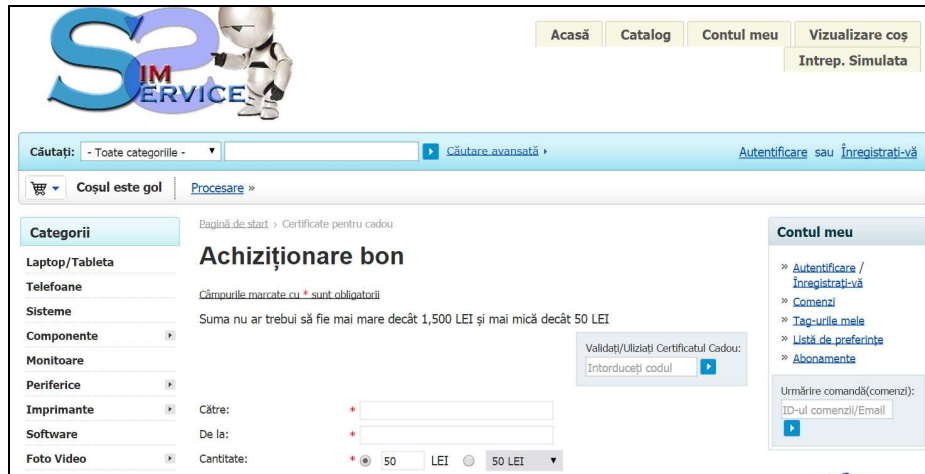 SIM SERVICE
Acasă Catalog Contul meu Vizualizare coș
Intrep. Simulata
Căutați: - Toate categoriile - Căutare avansată Autentificare sau Înregistrați-vă
Coșul este gol Procesare »
Categorii
Laptop/Tableta
Telefoane
Sisteme
Componente
Monitoare
Periferice
Imprimante
Software
Foto Video
Pagină de start > Certificate pentru cadou
Achiziționare bon
Câmpurile marcate cu * sunt obligatorii
Suma nu ar trebui să fie mai mare decât 1,500 LEI și mai mică decât 50 LEI
Validați/Uliziați Certificatul Cadou:
Intorduceți codul
Către: *
De la: *
Cantitate: * 50 LEI 50 LEI
Contul meu
» Autentificare /
Înregistrați-vă
» Comenzi
» Tag-urile mele
» Listă de preferințe
» Abonamente
Urmărire comandă(comenzi):
ID-ul comenzii/Email